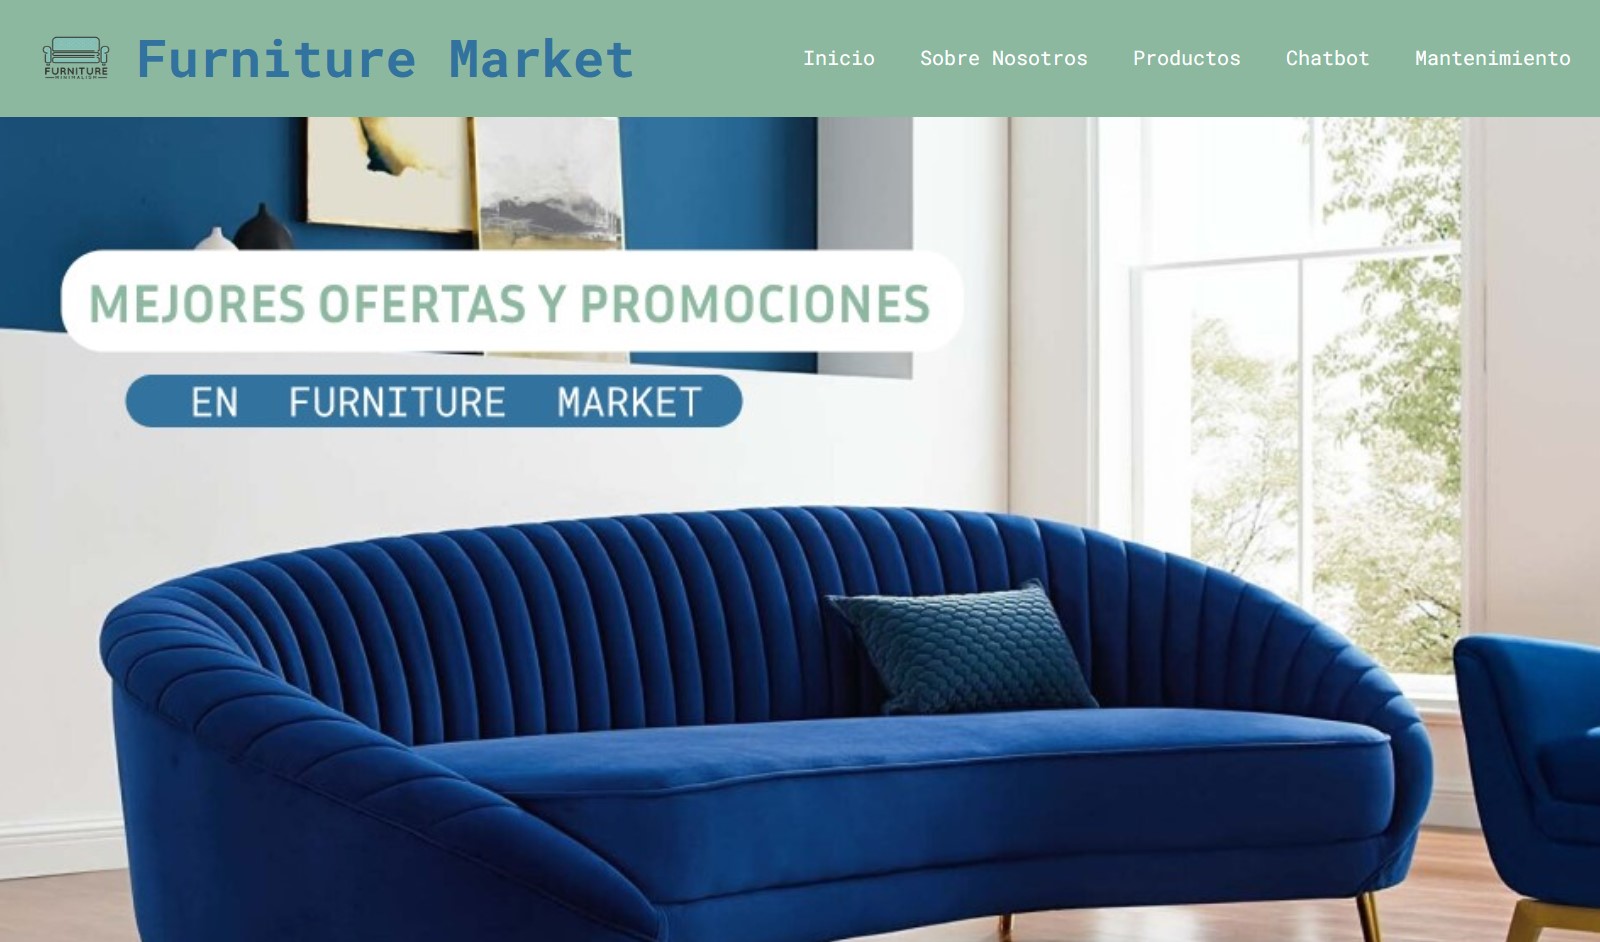 FURNITURE
MINIMALISM
Furniture Market
Inicio
Sobre Nosotros
Productos
Chatbot
Mantenimiento
MEJORES OFERTAS Y PROMOCIONES
EN FURNITURE MARKET